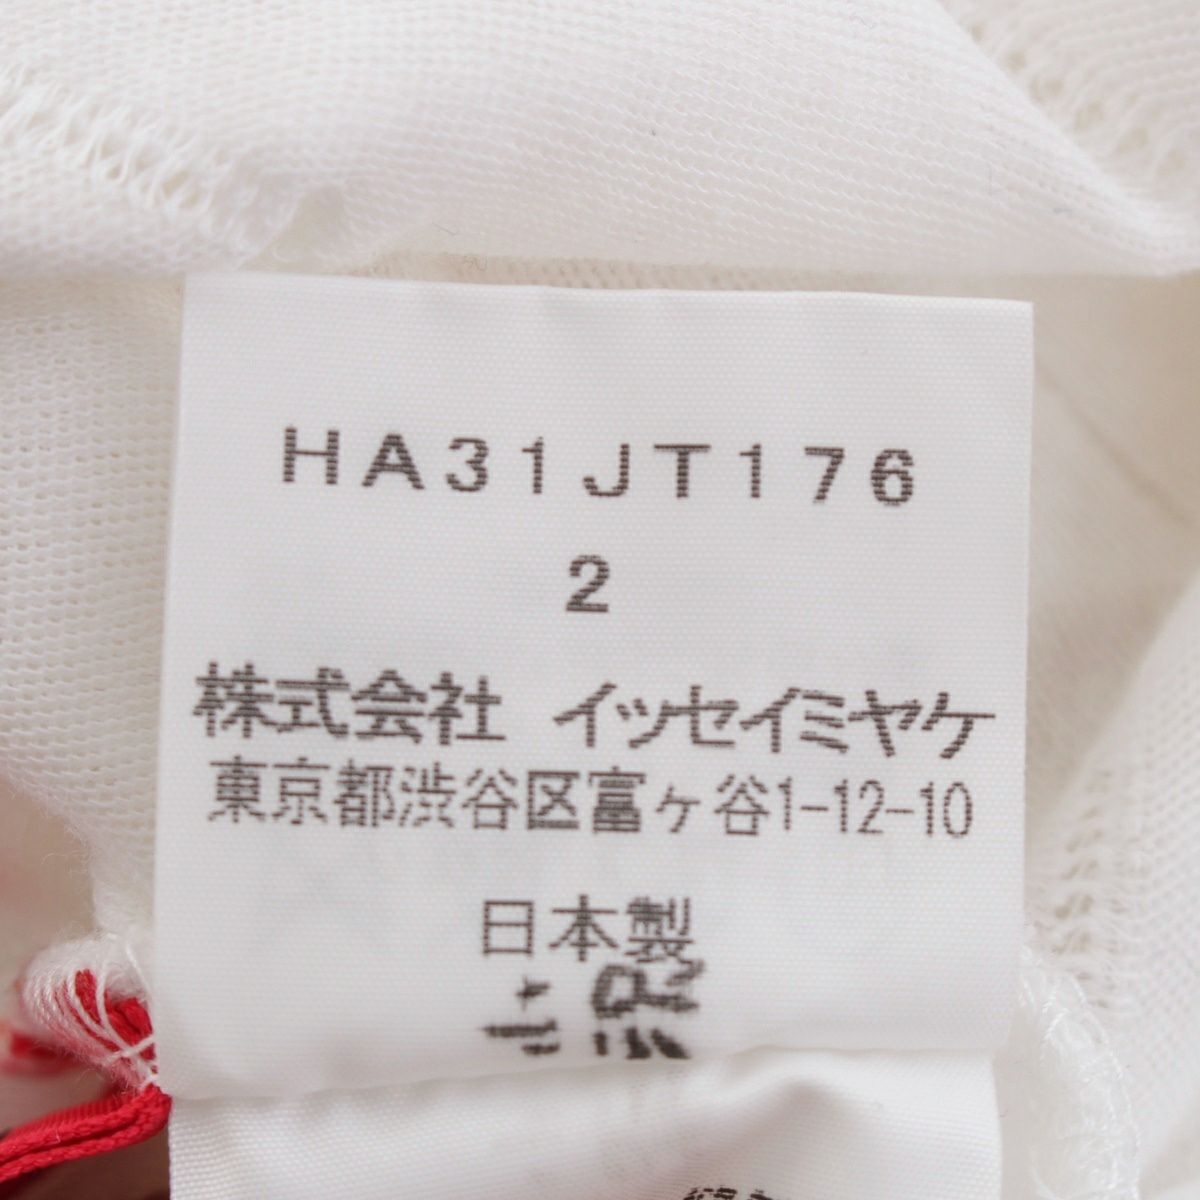 HA31JT176
2
株式会社 イッセイミヤケ
東京都渋谷区富ヶ谷1-12-10
日本製